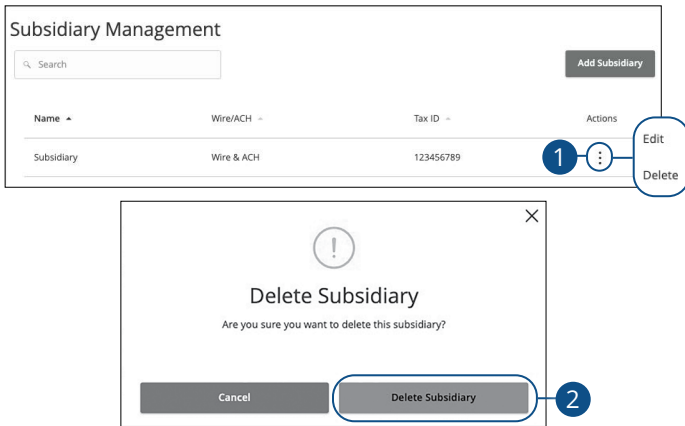 Subsidiary Management
Search
Add Subsidiary
Name Wire/ACH Tax ID Actions
Edit
Subsidiary Wire & ACH 123456789 1
Delete
!
Delete Subsidiary
Are you sure you want to delete this subsidiary?
Cancel Delete Subsidiary 2